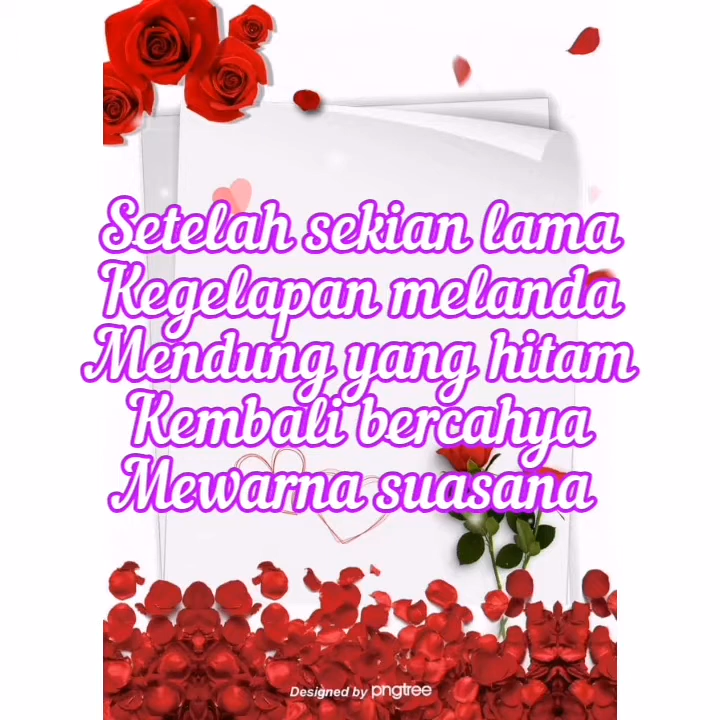 Setelah sekian lama
Kegelapan melanda
Mendung yang hitam
Kembali bercahya
Mewarna suasana
Designed by pngtree